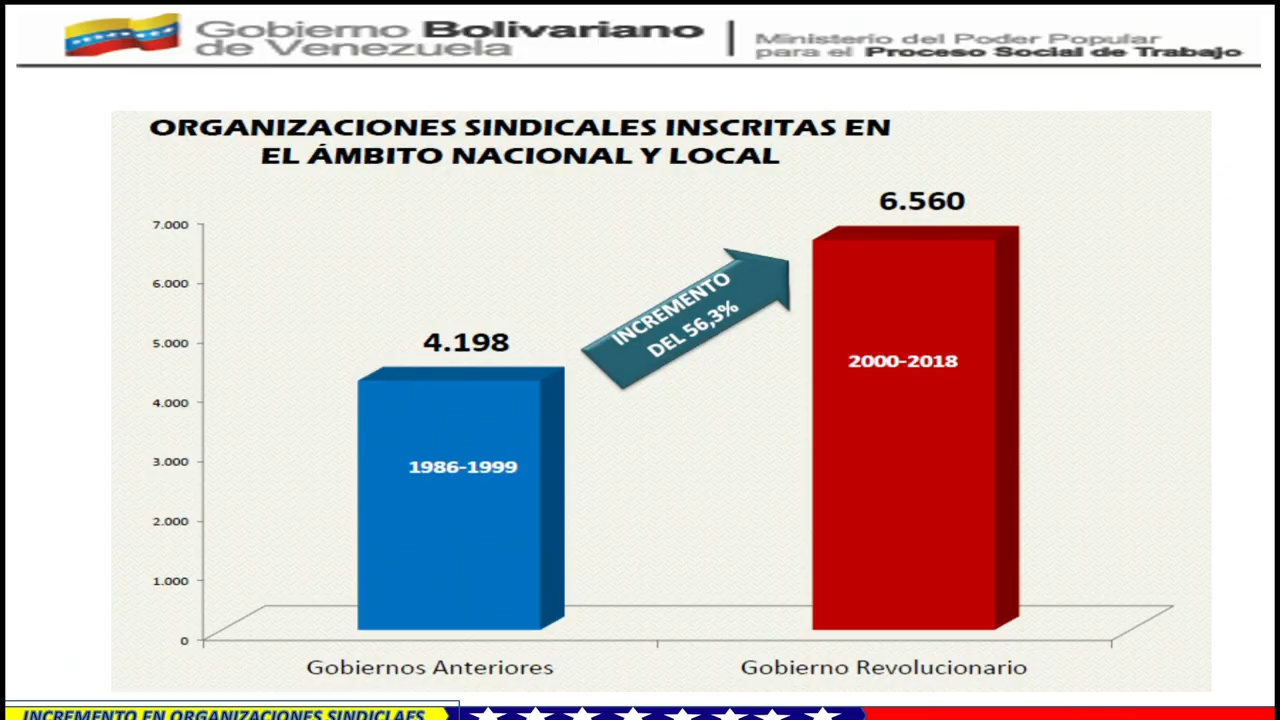 Gobierno Bolivariano
de Venezuela
Ministerio del Poder Popular
para el Proceso Social de Trabajo
ORGANIZACIONES SINDICALES INSCRITAS EN
EL ÁMBITO NACIONAL Y LOCAL
6.560
7.000
6.000
INCREMENTO
DEL 56,3%
4.198
5.000
2000-2018
4.000
3.000
1986-1999
2.000
1.000
0
Gobiernos Anteriores
Gobierno Revolucionario
INCREMENTO EN ORGANIZACIONES SINDICLAES